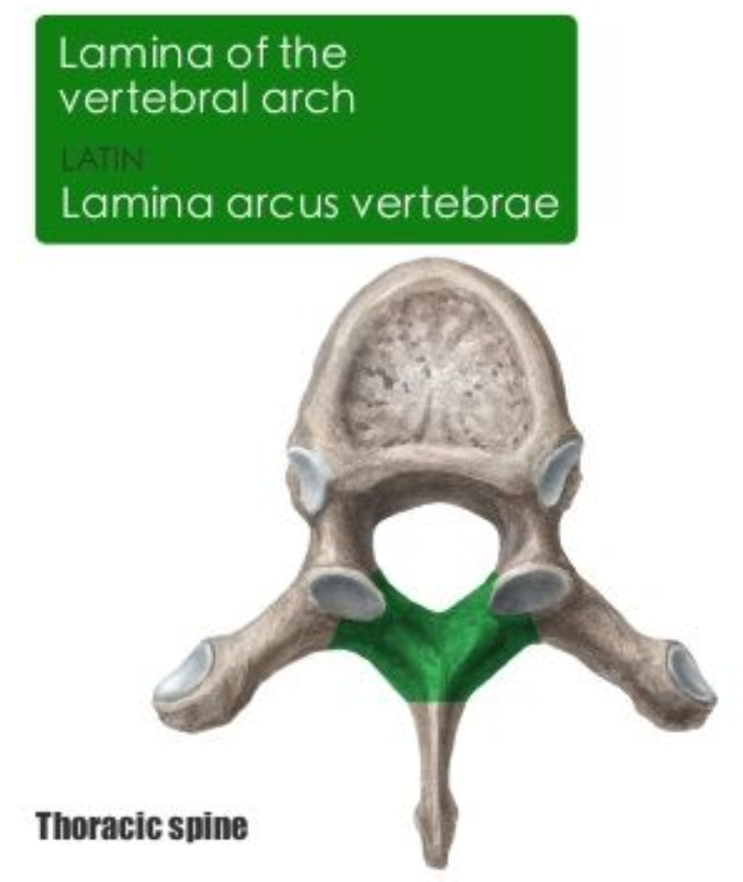 Lamina of the
vertebral arch
LATIN
Lamina arcus vertebrae
Thoracic spine